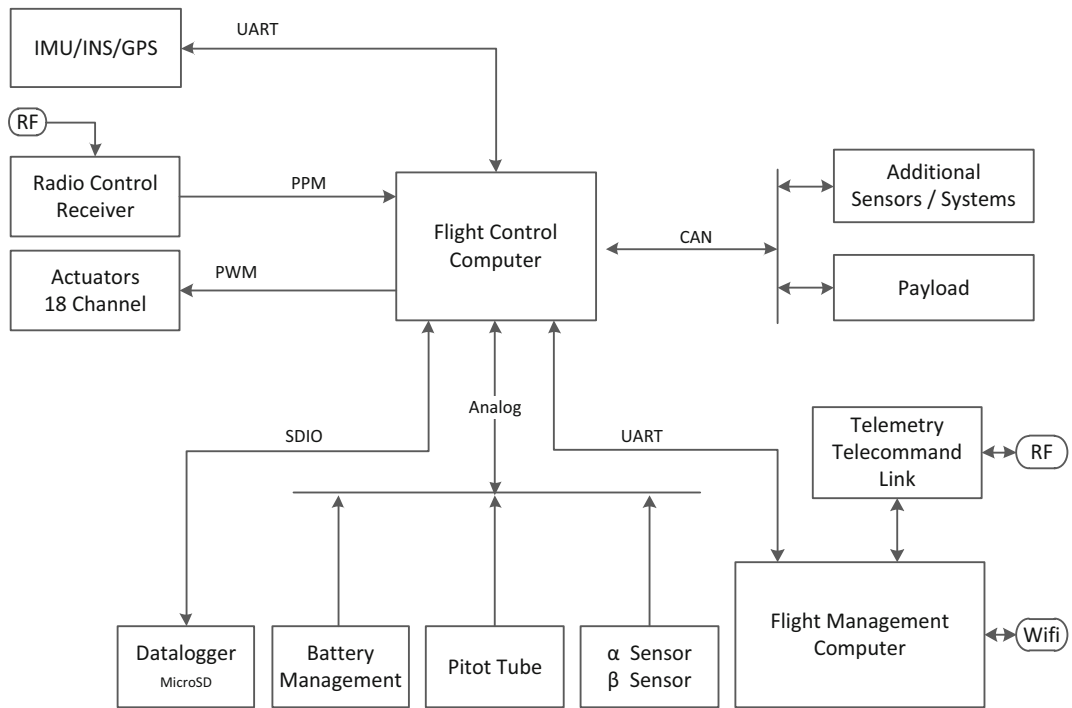 IMU/INS/GPS
UART
RF
Radio Control
Receiver
PPM
Actuators
18 Channel
PWM
Flight Control
Computer
CAN
Additional
Sensors / Systems
Payload
SDIO
Analog
UART
Telemetry
Telecommand
Link
RF
Datalogger
MicroSD
Battery
Management
Pitot Tube
α Sensor
β Sensor
Flight Management
Computer
Wifi